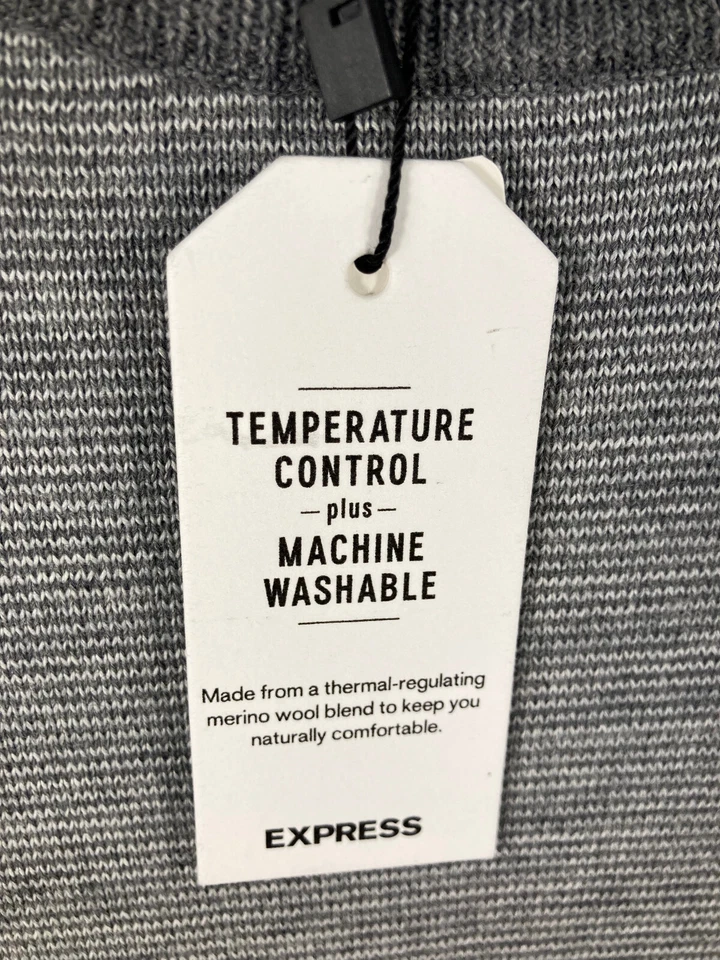 TEMPERATURE
CONTROL
—plus—
MACHINE
WASHABLE
Made from a thermal-regulating
merino wool blend to keep you
naturally comfortable.
EXPRESS